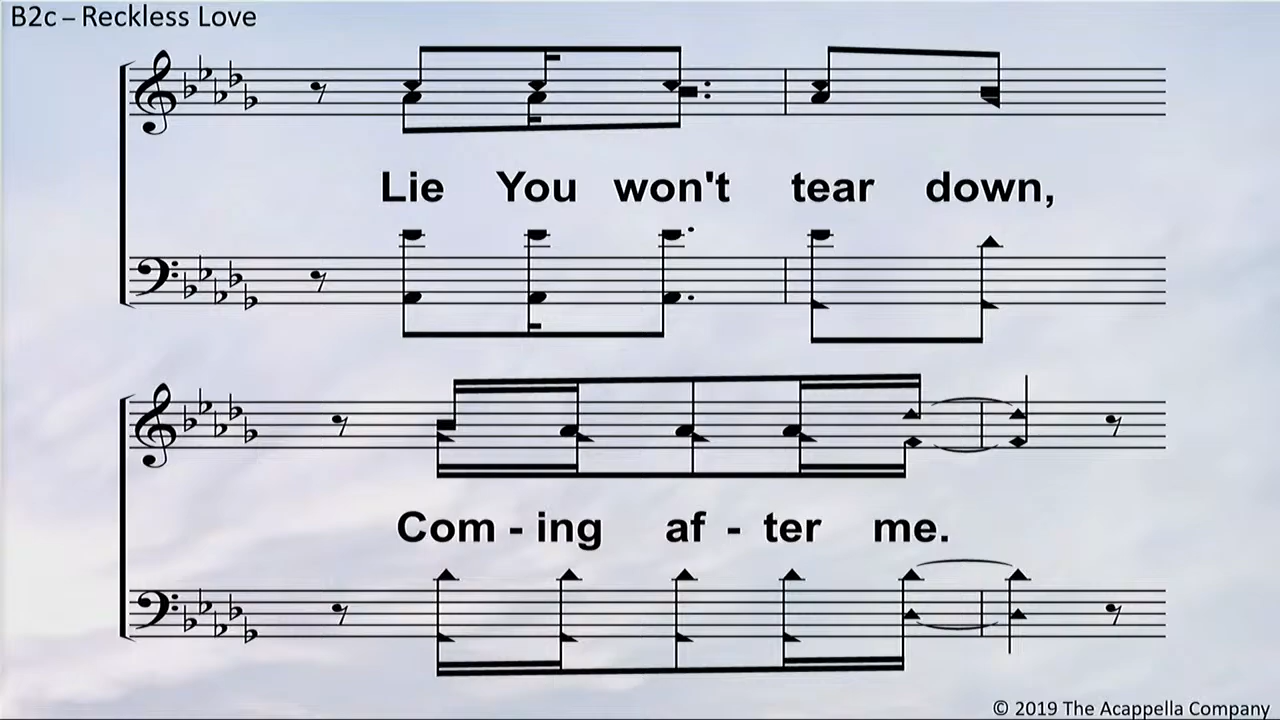 B2c – Reckless Love
Lie You won't tear down,
Com - ing af - ter me.
© 2019 The Acappella Company